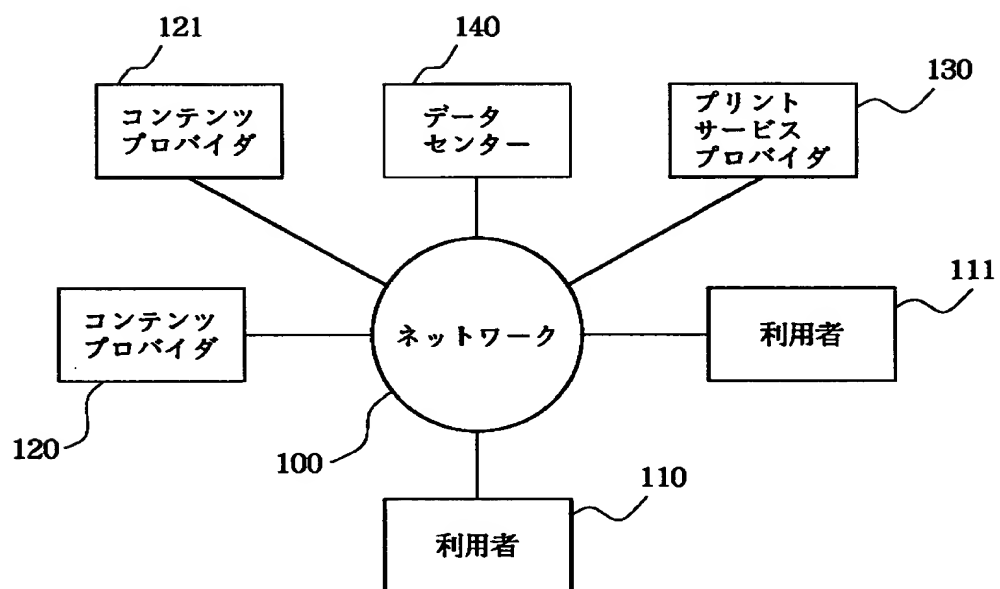 121
コンテンツ
プロバイダ
140
データ
センター
130
プリント
サービス
プロバイダ
コンテンツ
プロバイダ
120
ネットワーク
100
111
利用者
110
利用者